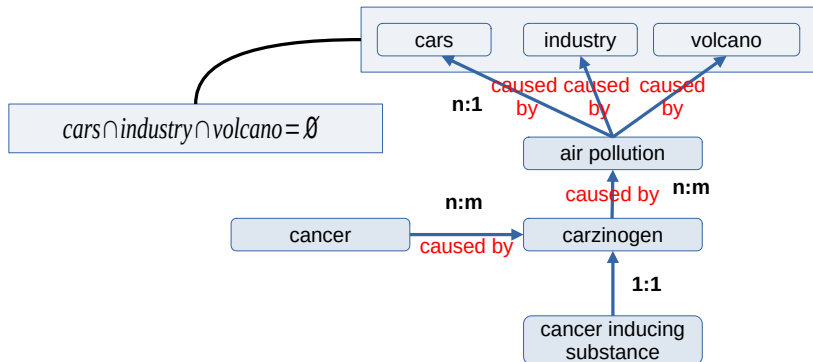 cars
industry
volcano
caused by
caused by
caused by
n:1
cars∩industry∩volcano=∅
air pollution
caused by
n:m
n:m
cancer
caused by
carzinogen
1:1
cancer inducing
substance